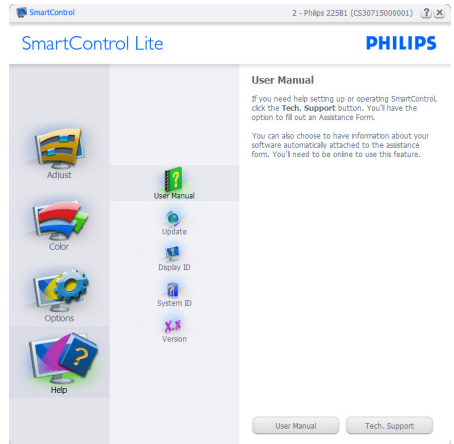 SmartControl
2 - Philips 225B1 (CS30715000001)
? X
SmartControl Lite
PHILIPS
Adjust
Color
Options
Help
User Manual
Update
Display ID
System ID
X.X
Version
User Manual
If you need help setting up or operating SmartControl,
click the Tech. Support button. You'll have the
option to fill out an Assistance Form.
You can also choose to have information about your
software automatically attached to the assistance
form. You'll need to be online to use this feature.
User Manual
Tech. Support